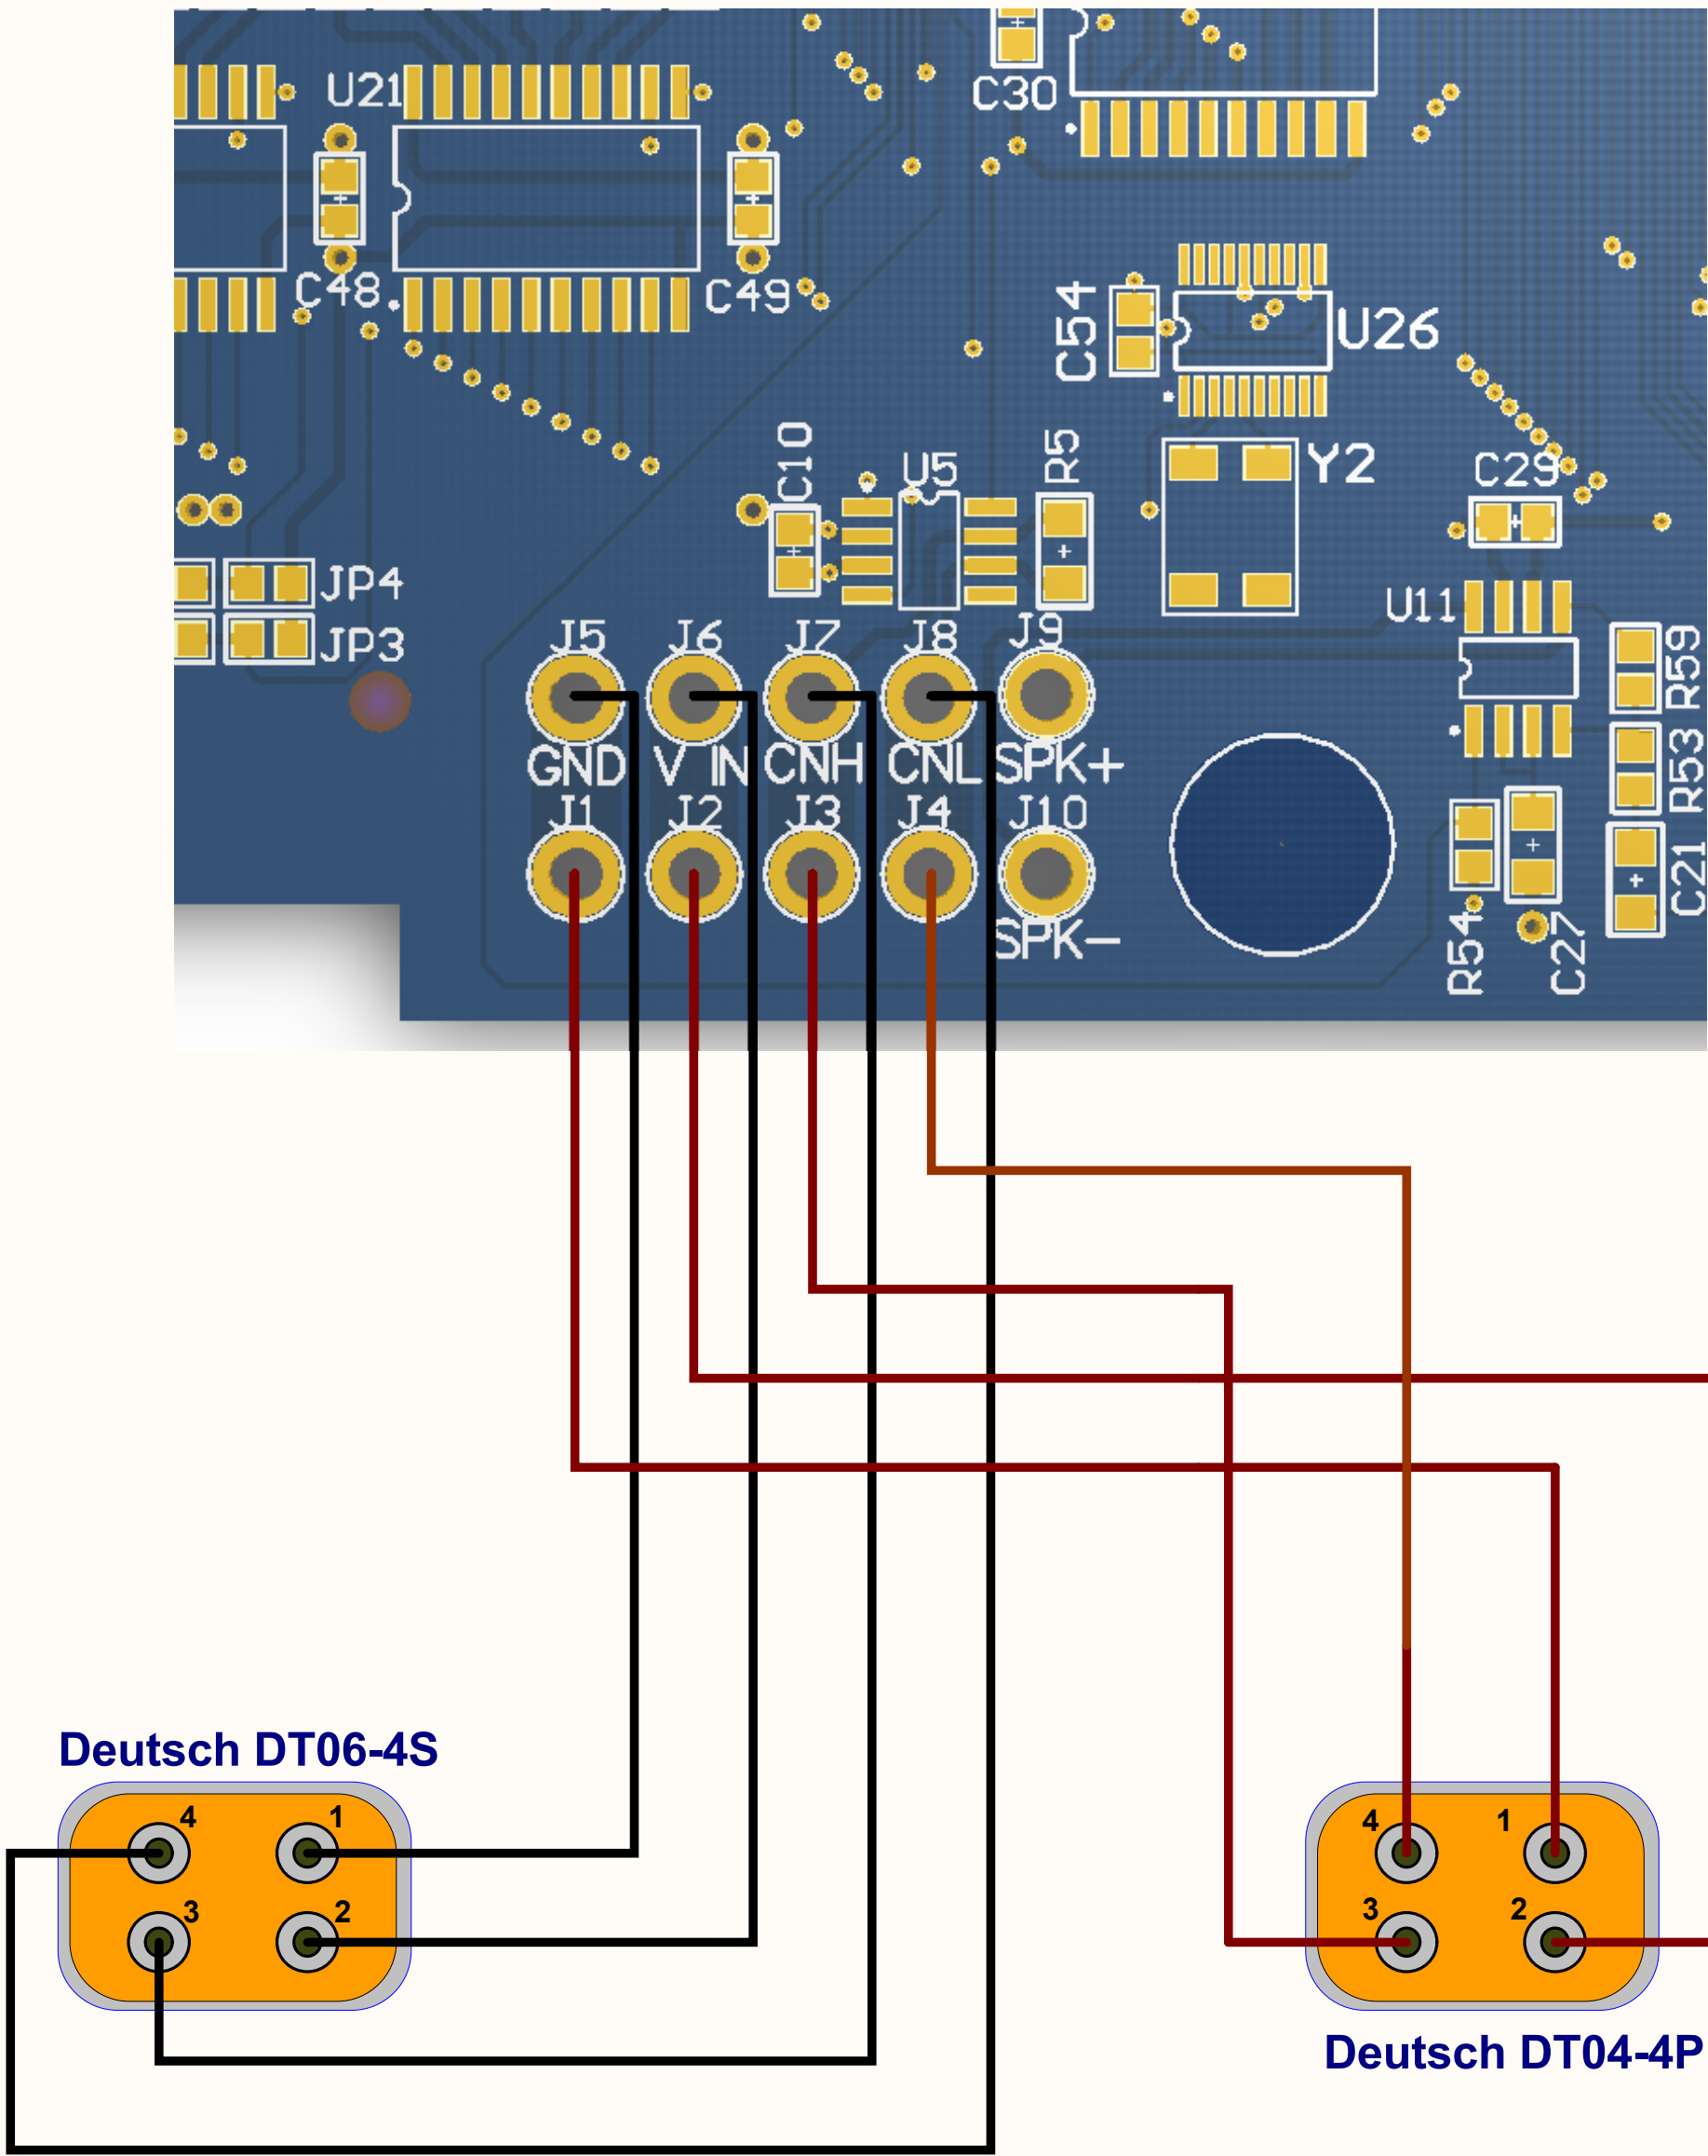 U21
C30
C48
C49
C54
U26
C10
U5
R5
Y2
C29
JP4
JP3
U11
R59
J5 J6 J7 J8 J9
GND V IN CNH CNL SPK+
R53
J1 J2 J3 J4 J10
C21
SPK-
R54
C27
Deutsch DT06-4S
4 1
3 2
4 1
3 2
Deutsch DT04-4P